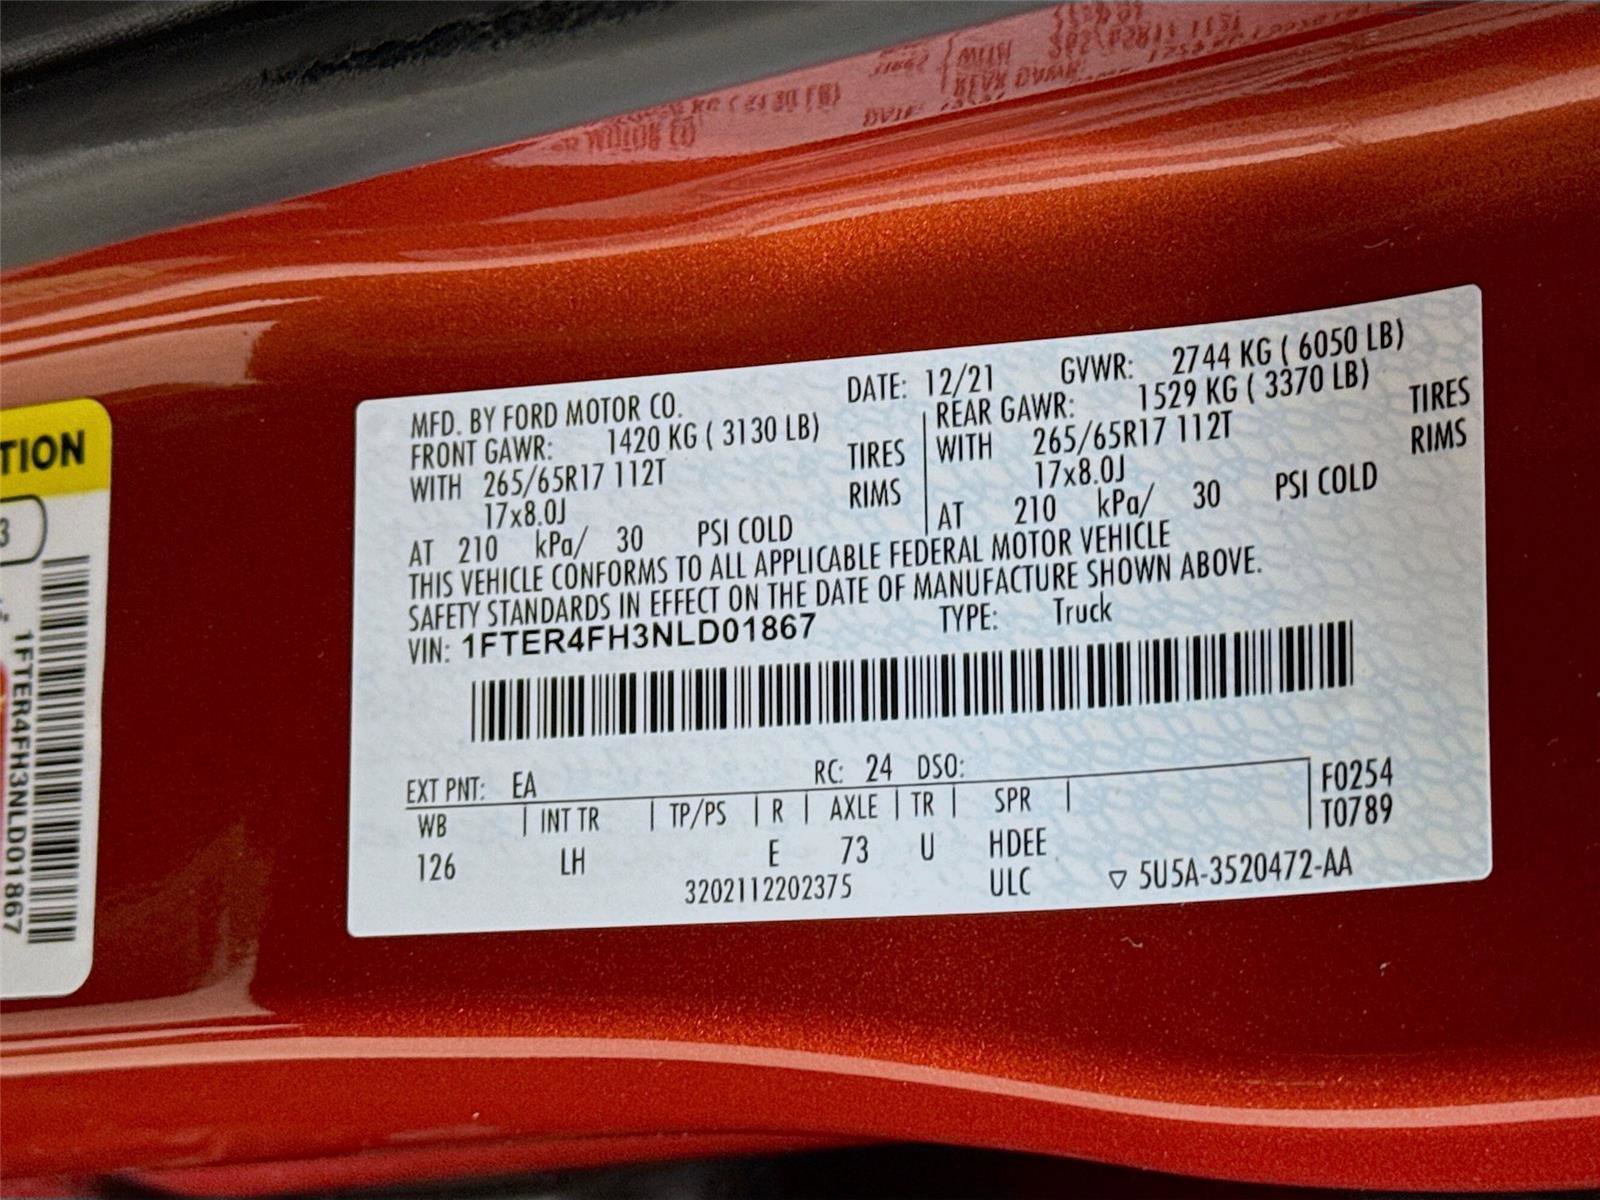 MFD. BY FORD MOTOR CO. DATE: 12/21 GVWR: 2744 KG ( 6050 LB)
FRONT GAWR: 1420 KG ( 3130 LB) REAR GAWR: 1529 KG ( 3370 LB)
WITH 265/65R17 112T TIRES WITH 265/65R17 112T TIRES
17x8.0J RIMS 17x8.0J RIMS
AT 210 kPa/ 30 PSI COLD AT 210 kPa/ 30 PSI COLD
THIS VEHICLE CONFORMS TO ALL APPLICABLE FEDERAL MOTOR VEHICLE
SAFETY STANDARDS IN EFFECT ON THE DATE OF MANUFACTURE SHOWN ABOVE.
VIN: 1FTER4FH3NLD01867 TYPE: Truck
EXT PNT: EA RC: 24 DSO:
WB INT TR TP/PS R AXLE TR SPR F0254
126 LH E 73 U HDEE T0789
3202112202375 ULC ▽ 5U5A-3520472-AA
TION
3
1FTER4FH3NLD01867